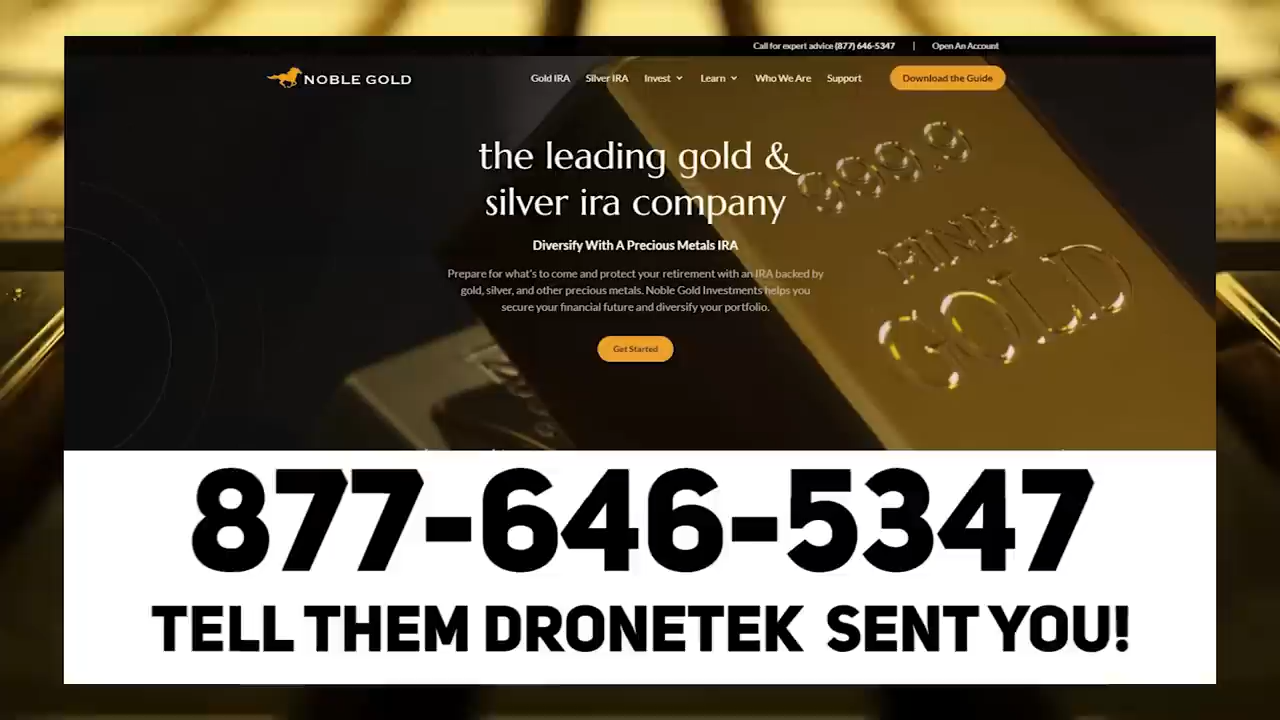 Call for expert advice (877) 646-5347 | Open An Account
NOBLE GOLD Gold IRA Silver IRA Invest Learn Who We Are Support Download the Guide
the leading gold &
silver ira company
999.9
FINE
GOLD
Diversify With A Precious Metals IRA
Prepare for what's to come and protect your retirement with an IRA backed by
gold, silver, and other precious metals. Noble Gold Investments helps you
secure your financial future and diversify your portfolio.
Get Started
877-646-5347
TELL THEM DRONETEK SENT YOU!